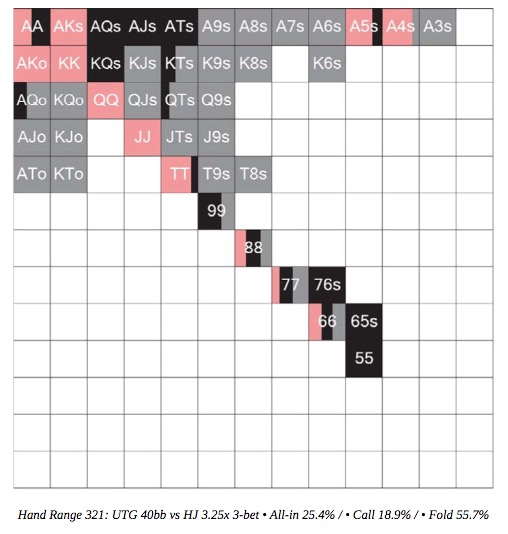 AA AKs AQs AJs ATs A9s A8s A7s A6s A5s A4s A3s
AKo KK KQs KJs KTs K9s K8s K6s
AQo KQo QQ QJs QTs Q9s
AJo KJo JJ JTs J9s
ATo KTo TT T9s T8s
99
88
77 76s
66 65s
55
Hand Range 321: UTG 40bb vs HJ 3.25x 3-bet • All-in 25.4% / • Call 18.9% / • Fold 55.7%